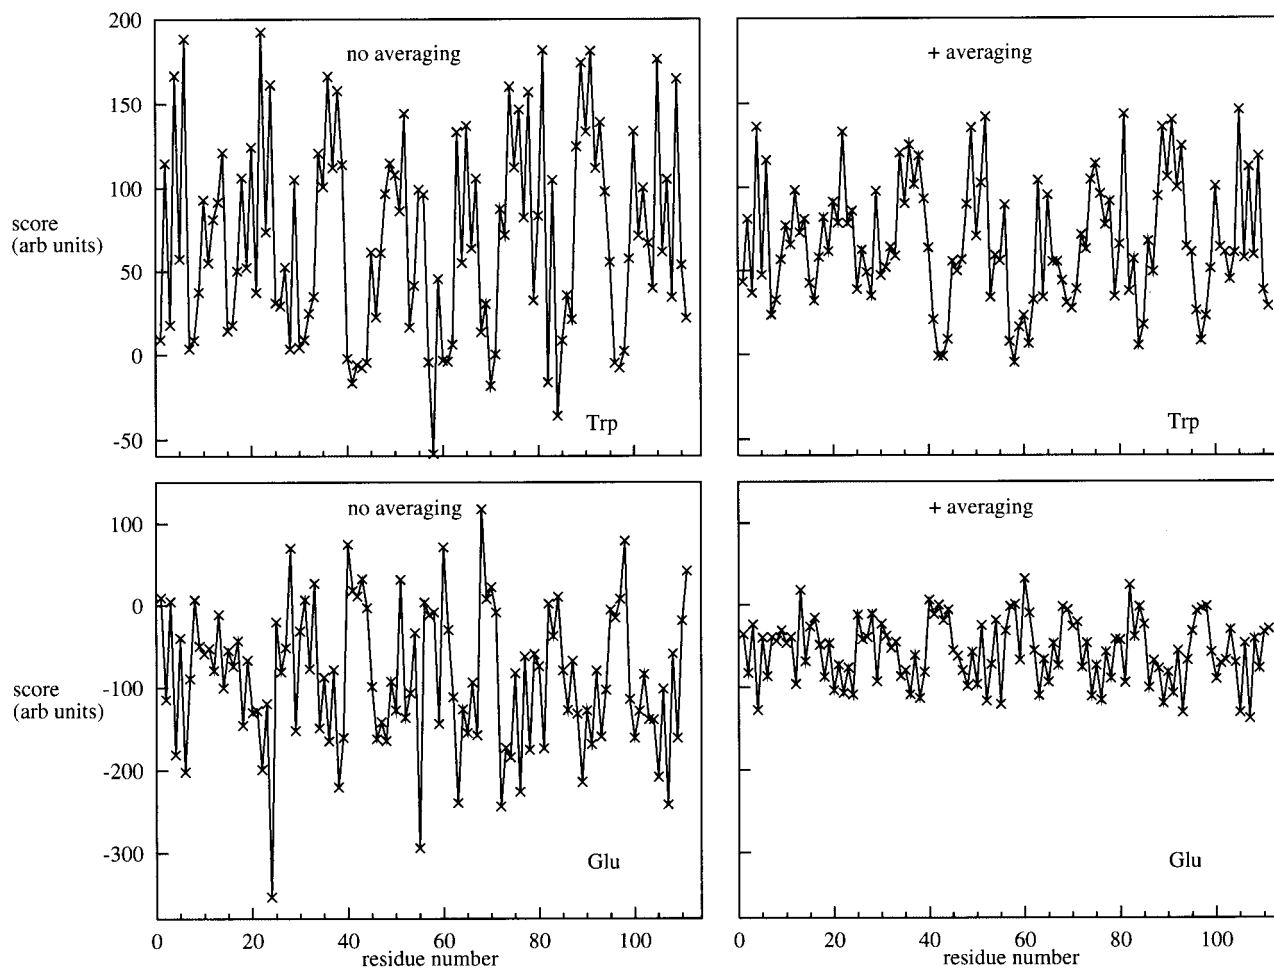 200
150
100
50
0
-50
score
(arb units)
no averaging
Trp
+ averaging
Trp
100
0
-100
-200
-300
score
(arb units)
no averaging
Glu
+ averaging
Glu
0 20 40 60 80 100
residue number
0 20 40 60 80 100
residue number